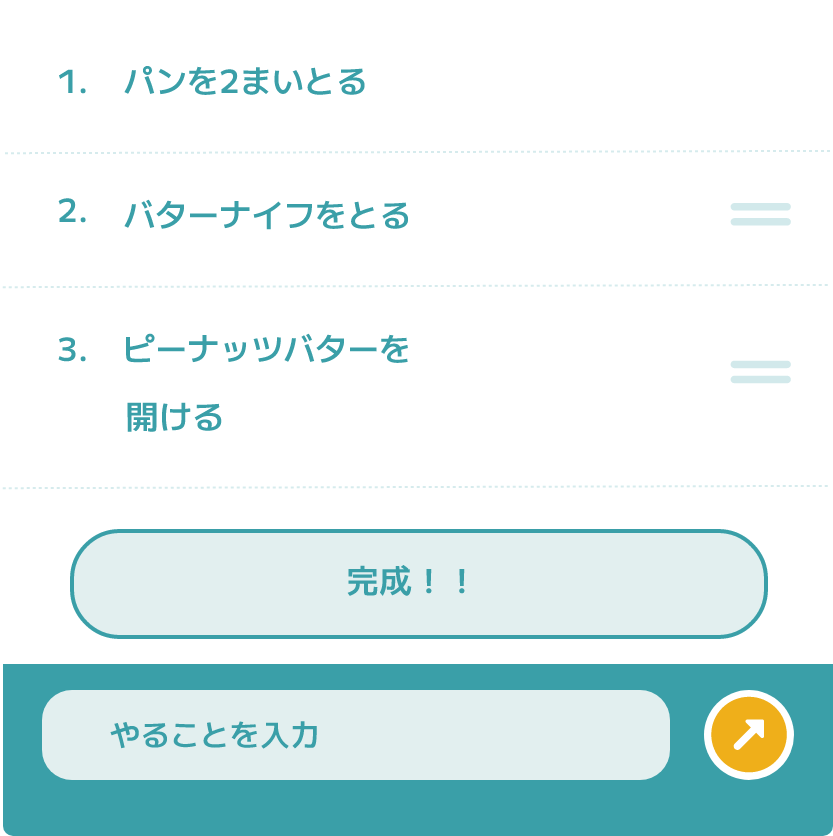 1. パンを2まいとる
2. バターナイフをとる
3. ピーナッツバターを
開ける
完成！！
やることを入力